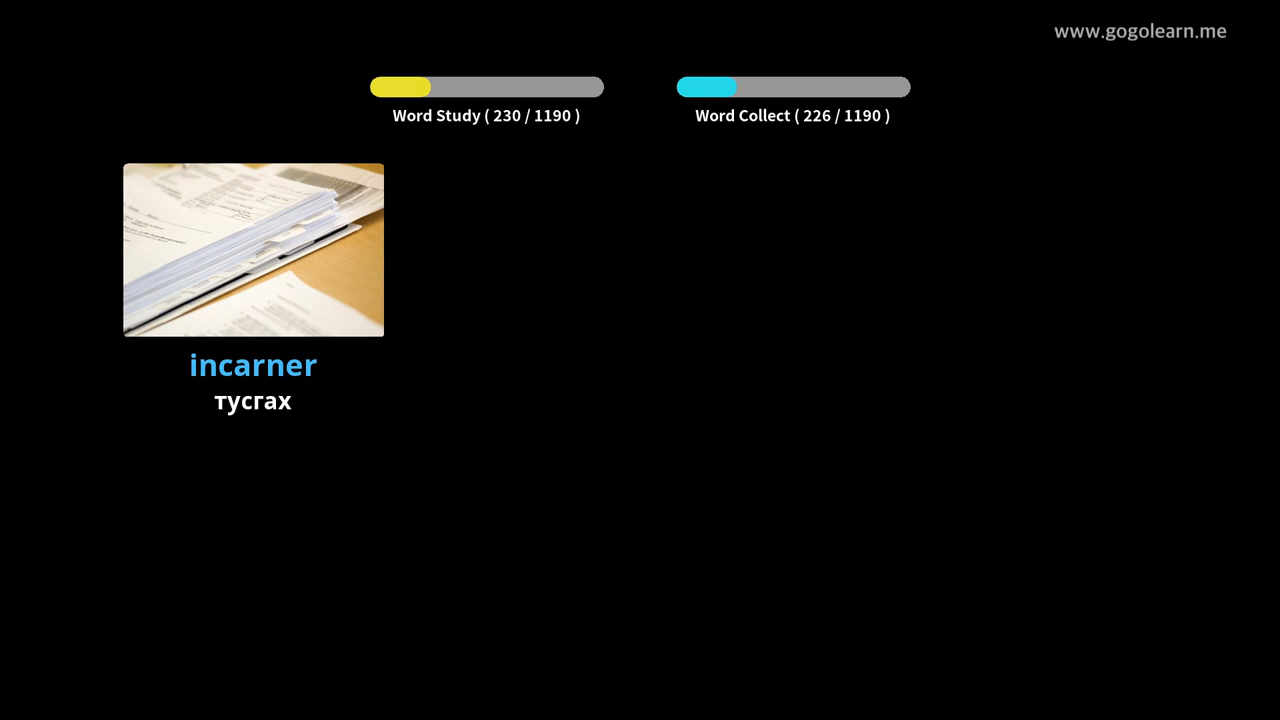 www.gogolearn.me
Word Study ( 230 / 1190 )
Word Collect ( 226 / 1190 )
incarner
тусгах